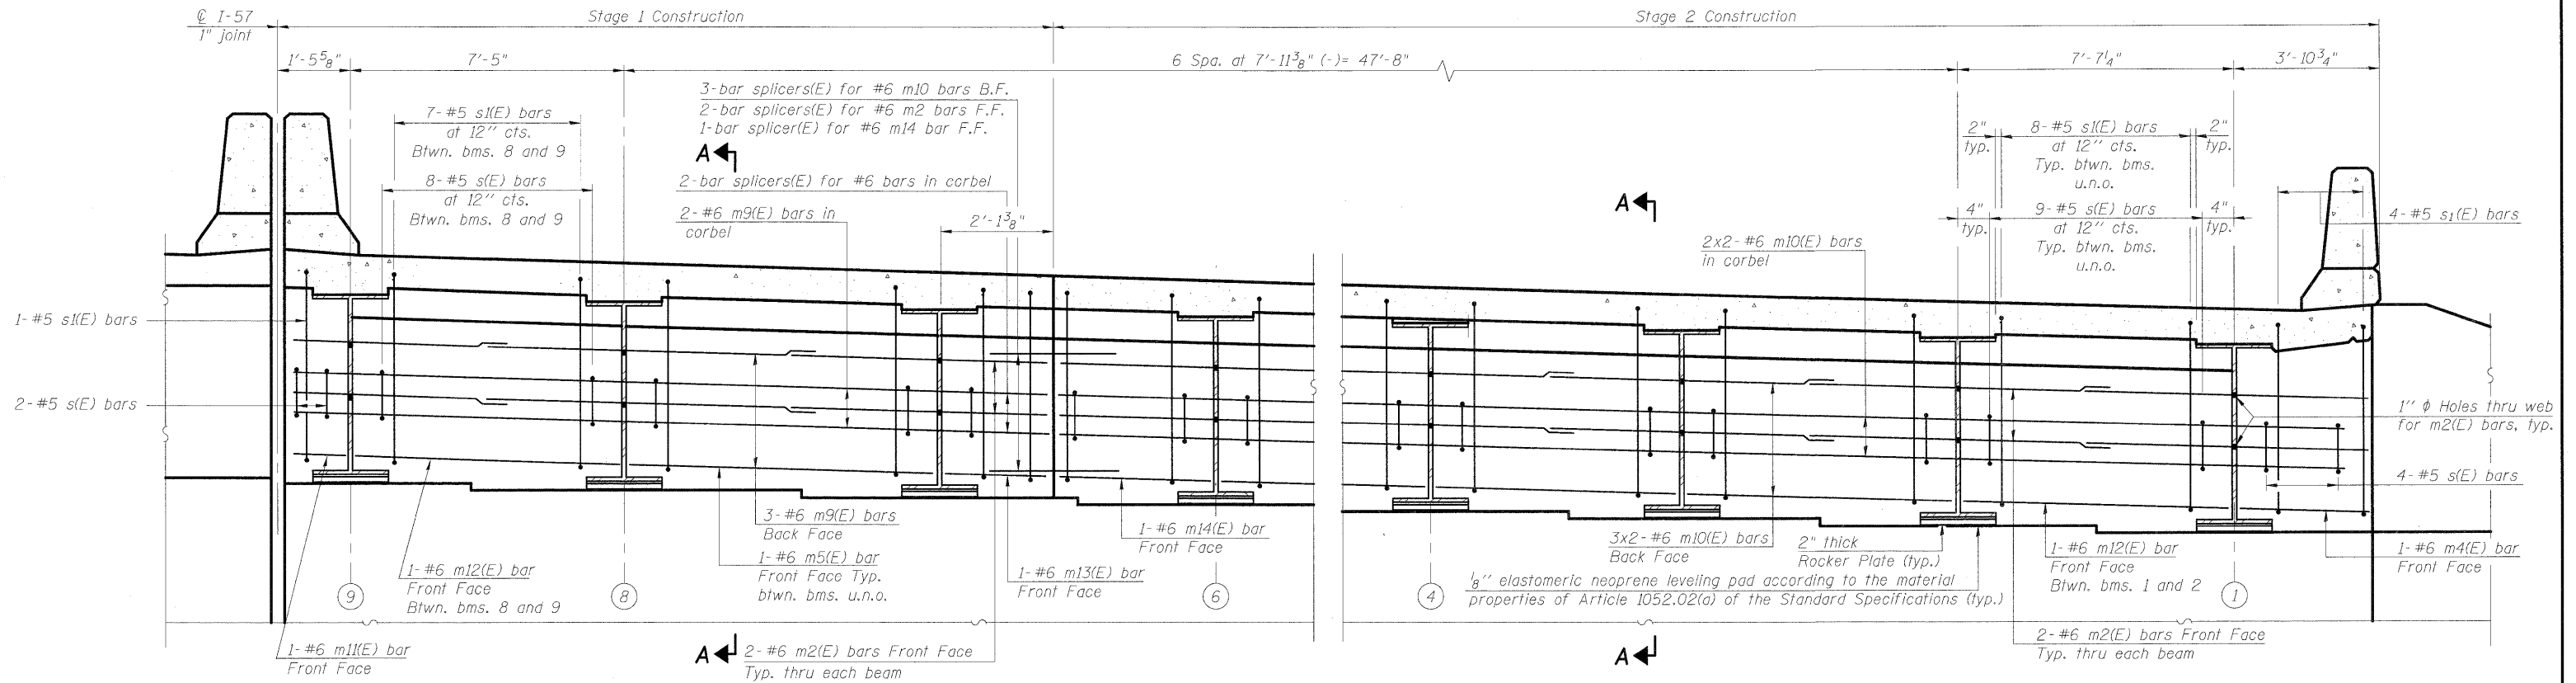 ℄ I-57
1" joint
Stage 1 Construction
Stage 2 Construction
1'-5⅝"
7'-5"
6 Spa. at 7'-11⅜" (-)= 47'-8"
7'-7¼"
3'-10¾"
3-bar splicers(E) for #6 m10 bars B.F.
2-bar splicers(E) for #6 m2 bars F.F.
1-bar splicer(E) for #6 m14 bar F.F.
7-#5 s1(E) bars
at 12" cts.
Btwn. bms. 8 and 9
A
2-bar splicers(E) for #6 bars in corbel
8-#5 s(E) bars
at 12" cts.
Btwn. bms. 8 and 9
2-#6 m9(E) bars in
corbel
2'-1⅜"
A
2"
typ.
8-#5 s1(E) bars
at 12" cts.
Typ. btwn. bms.
u.n.o.
2"
typ.
4"
typ.
9-#5 s(E) bars
at 12" cts.
Typ. btwn. bms.
u.n.o.
4"
typ.
4-#5 s1(E) bars
2x2-#6 m10(E) bars
in corbel
1-#5 s1(E) bars
2-#5 s(E) bars
1" ϕ Holes thru web
for m2(E) bars, typ.
4-#5 s(E) bars
3-#6 m9(E) bars
Back Face
1-#6 m14(E) bar
Front Face
3x2-#6 m10(E) bars
Back Face
2" thick
Rocker Plate (typ.)
1-#6 m12(E) bar
Front Face
Btwn. bms. 1 and 2
1-#6 m4(E) bar
Front Face
1-#6 m12(E) bar
Front Face
Btwn. bms. 8 and 9
1-#6 m5(E) bar
Front Face Typ.
btwn. bms. u.n.o.
1-#6 m13(E) bar
Front Face
⅛" elastomeric neoprene leveling pad according to the material
properties of Article 1052.02(a) of the Standard Specifications (typ.)
9
8
6
4
1
1-#6 m11(E) bar
Front Face
A
2-#6 m2(E) bars Front Face
Typ. thru each beam
A
2-#6 m2(E) bars Front Face
Typ. thru each beam